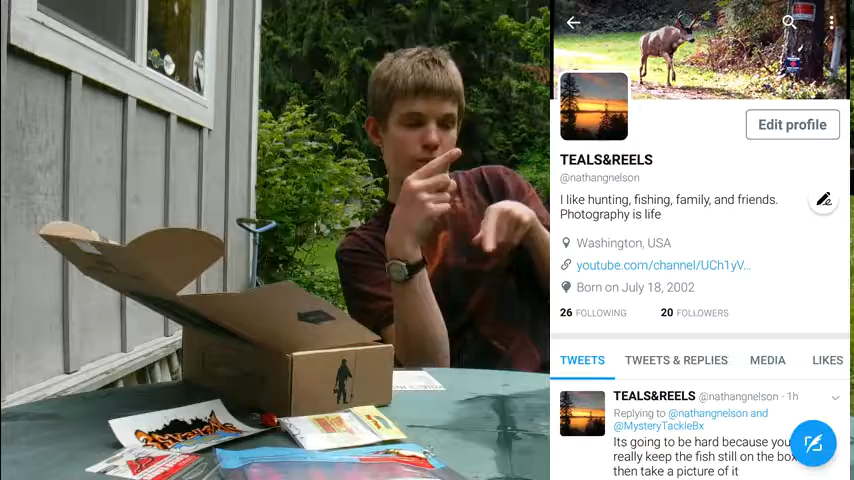 Edit profile
TEALS&REELS
@nathangnelson
I like hunting, fishing, family, and friends.
Photography is life
Washington, USA
youtube.com/channel/UCh1yV...
Born on July 18, 2002
26 FOLLOWING 20 FOLLOWERS
TWEETS TWEETS & REPLIES MEDIA LIKES
TEALS&REELS @nathangnelson · 1h
Replying to @nathangnelson and
@MysteryTackleBx
Its going to be hard because you
really keep the fish still on the box
then take a picture of it